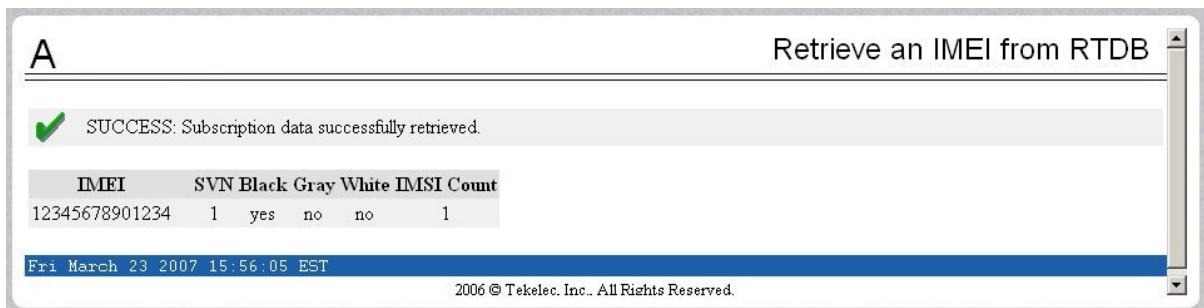 A
Retrieve an IMEI from RTDB
SUCCESS: Subscription data successfully retrieved.
IMEI SVN Black Gray White IMSI Count
12345678901234 1 yes no no 1
Fri March 23 2007 15:56:05 EST
2006 © Tekelec, Inc., All Rights Reserved.